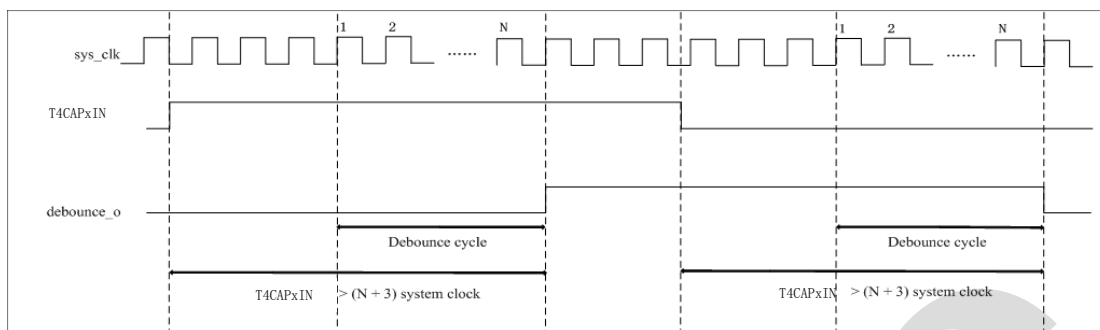 1 2 N 1 2 N
sys_clk ...... ......
T4CAPxIN
debounce_o
Debounce cycle Debounce cycle
T4CAPxIN > (N + 3) system clock T4CAPxIN > (N + 3) system clock